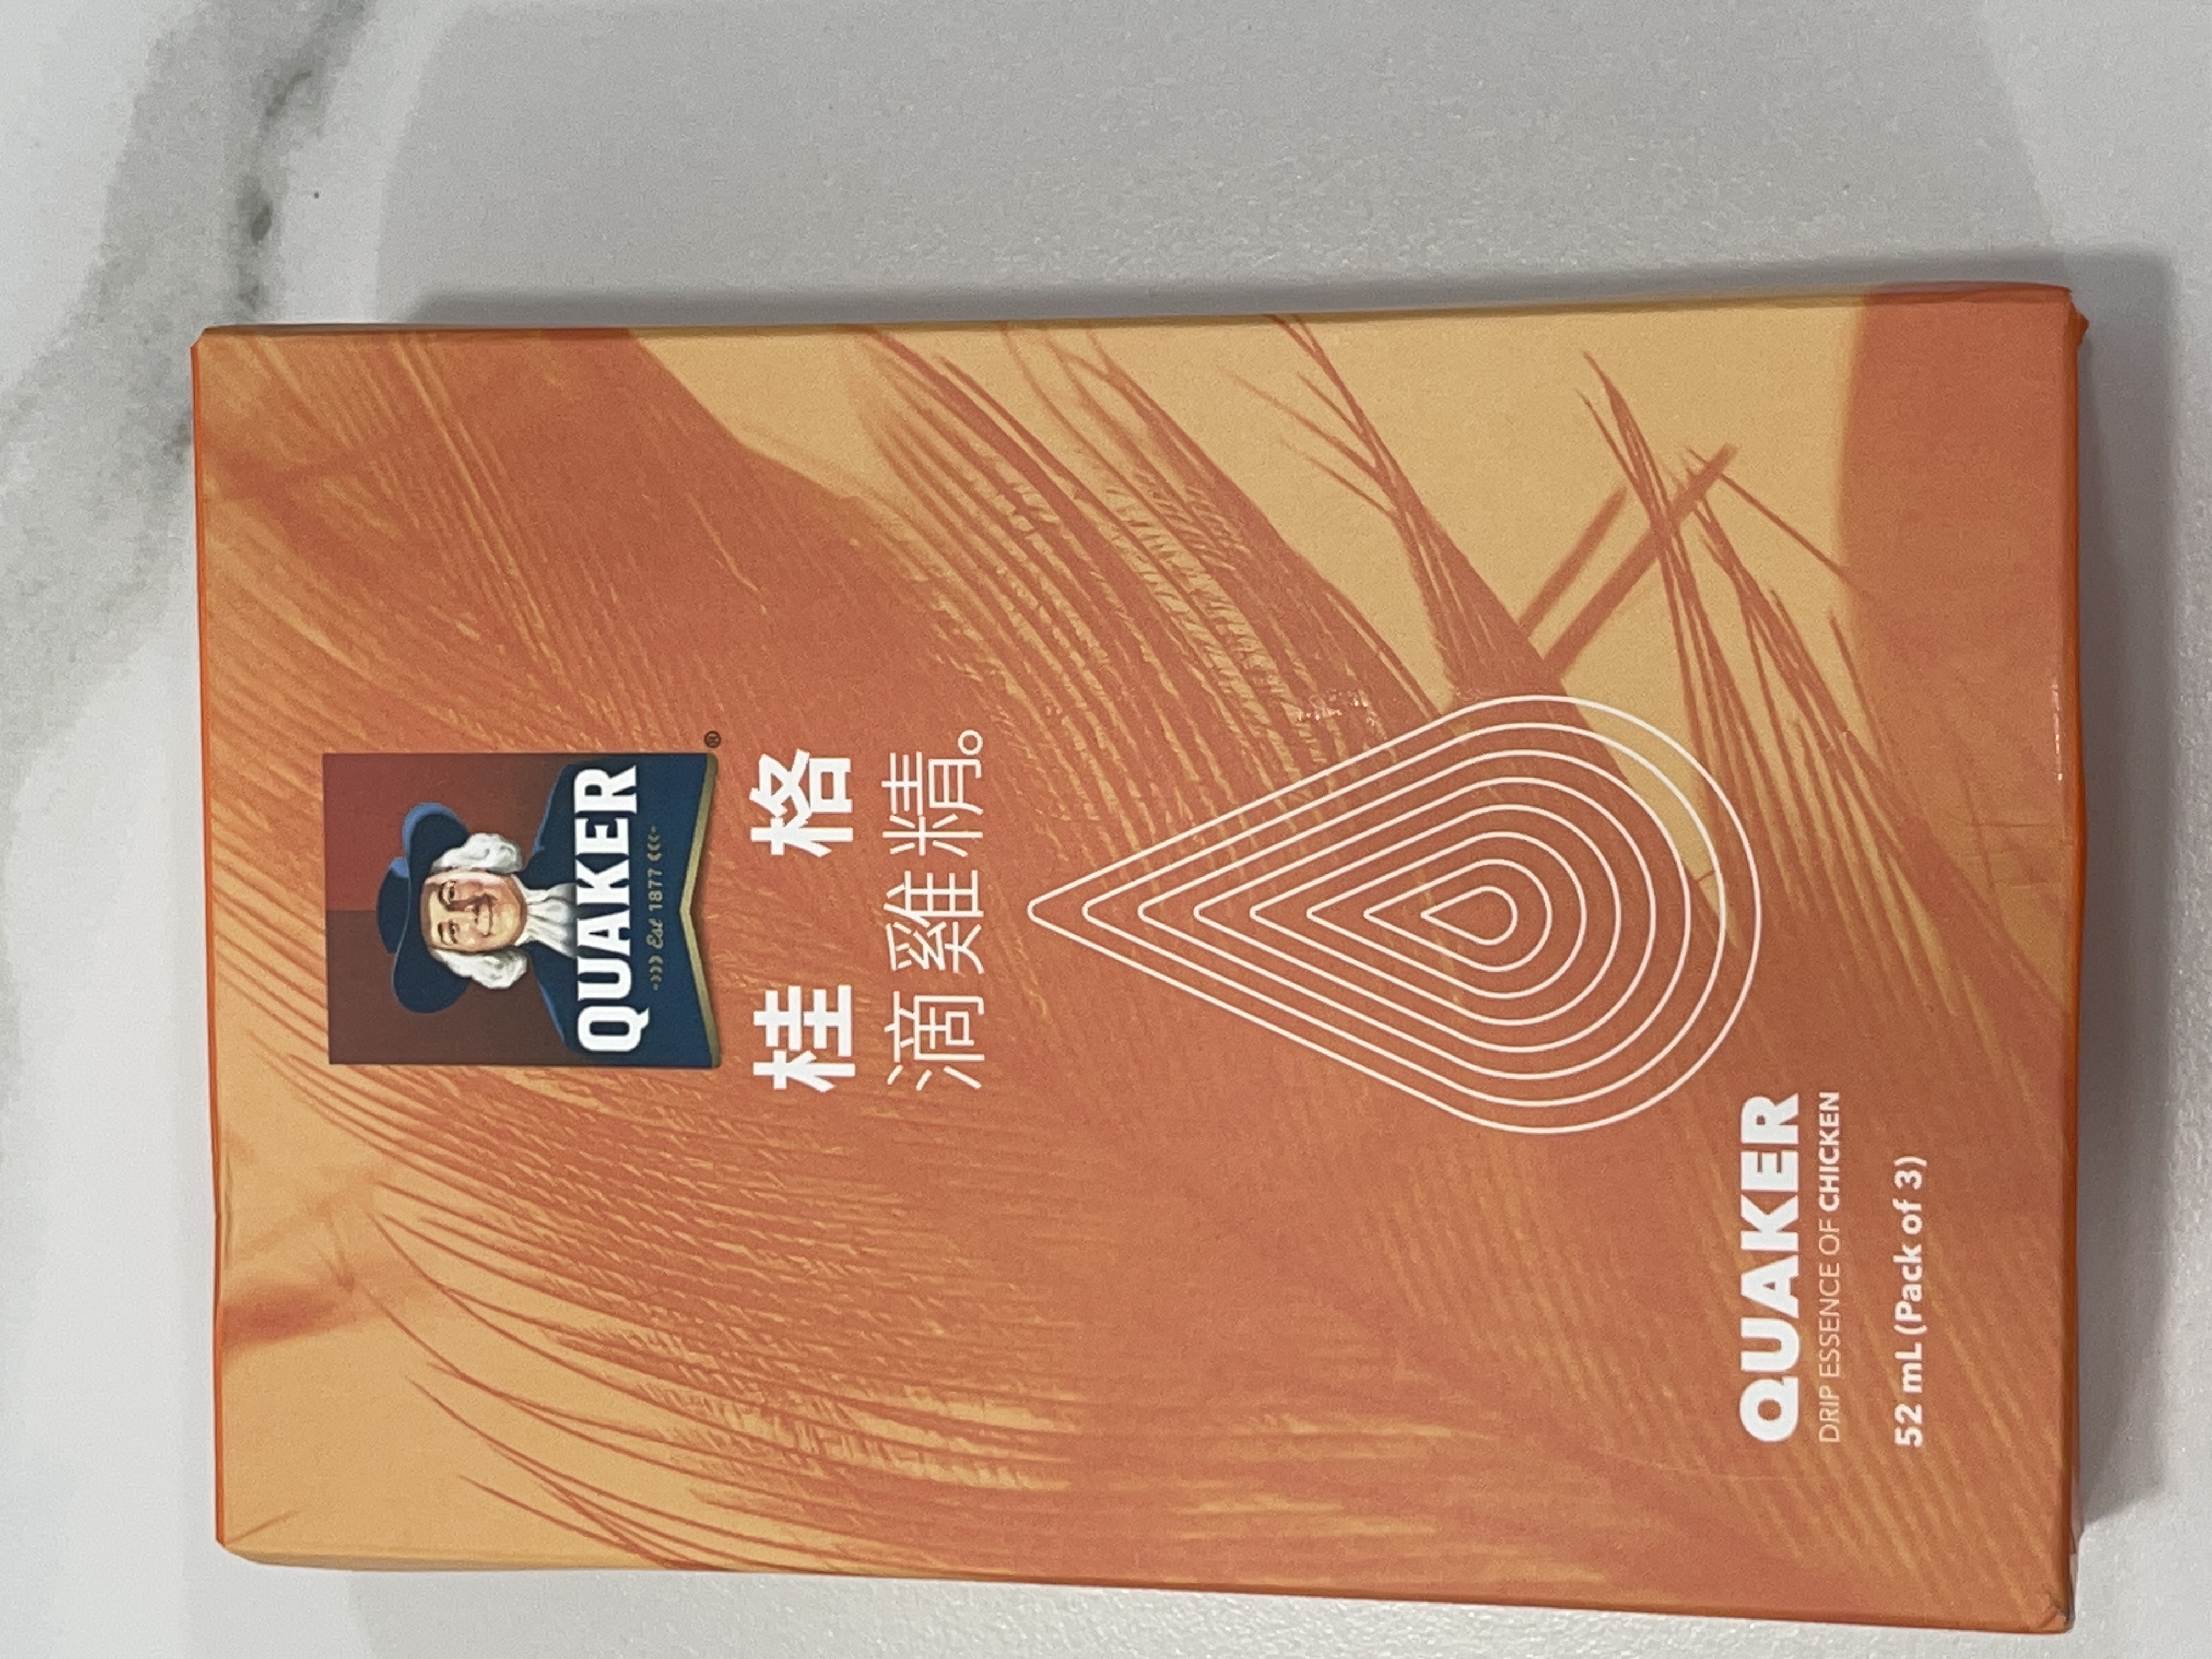 QUAKER
Est 1877
®
桂格
滴雞精。
QUAKER
DRIP ESSENCE OF CHICKEN
52 mL (Pack of 3)